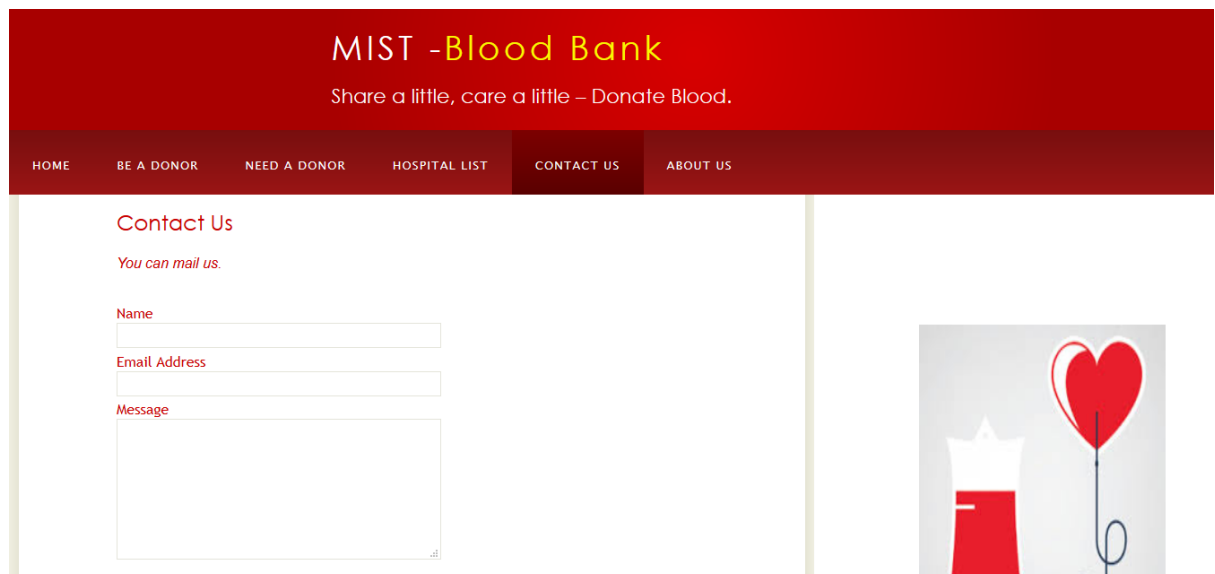 MIST -Blood Bank
Share a little, care a little – Donate Blood.
HOME BE A DONOR NEED A DONOR HOSPITAL LIST CONTACT US ABOUT US
Contact Us
You can mail us.
Name
Email Address
Message